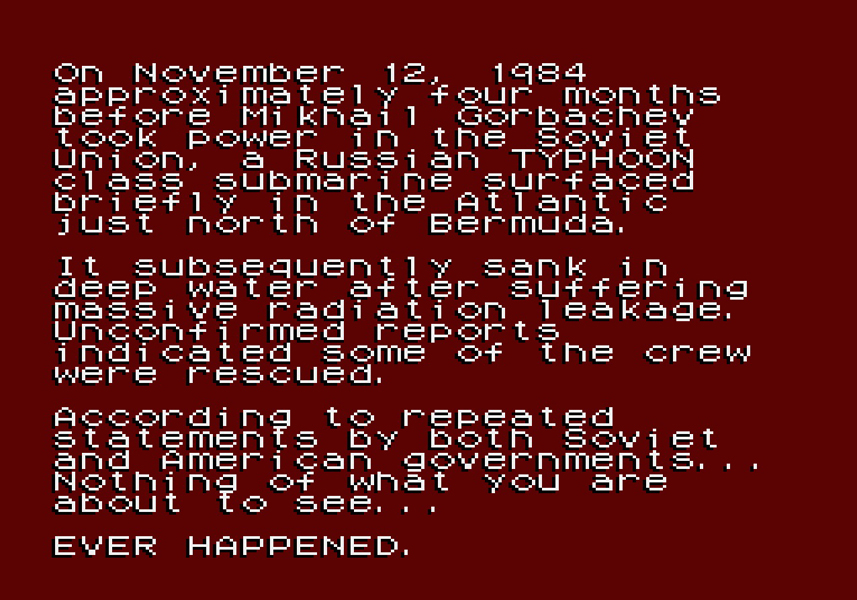 On November 12, 1984
approximately four months
before Mikhail Gorbachev
took power in the Soviet
Union, a Russian TYPHOON
class submarine surfaced
briefly in the Atlantic
just north of Bermuda.
It subsequently sank in
deep water after suffering
massive radiation leakage.
Unconfirmed reports
indicated some of the crew
were rescued.
According to repeated
statements by both Soviet
and American governments...
Nothing of what you are
about to see...
EVER HAPPENED.